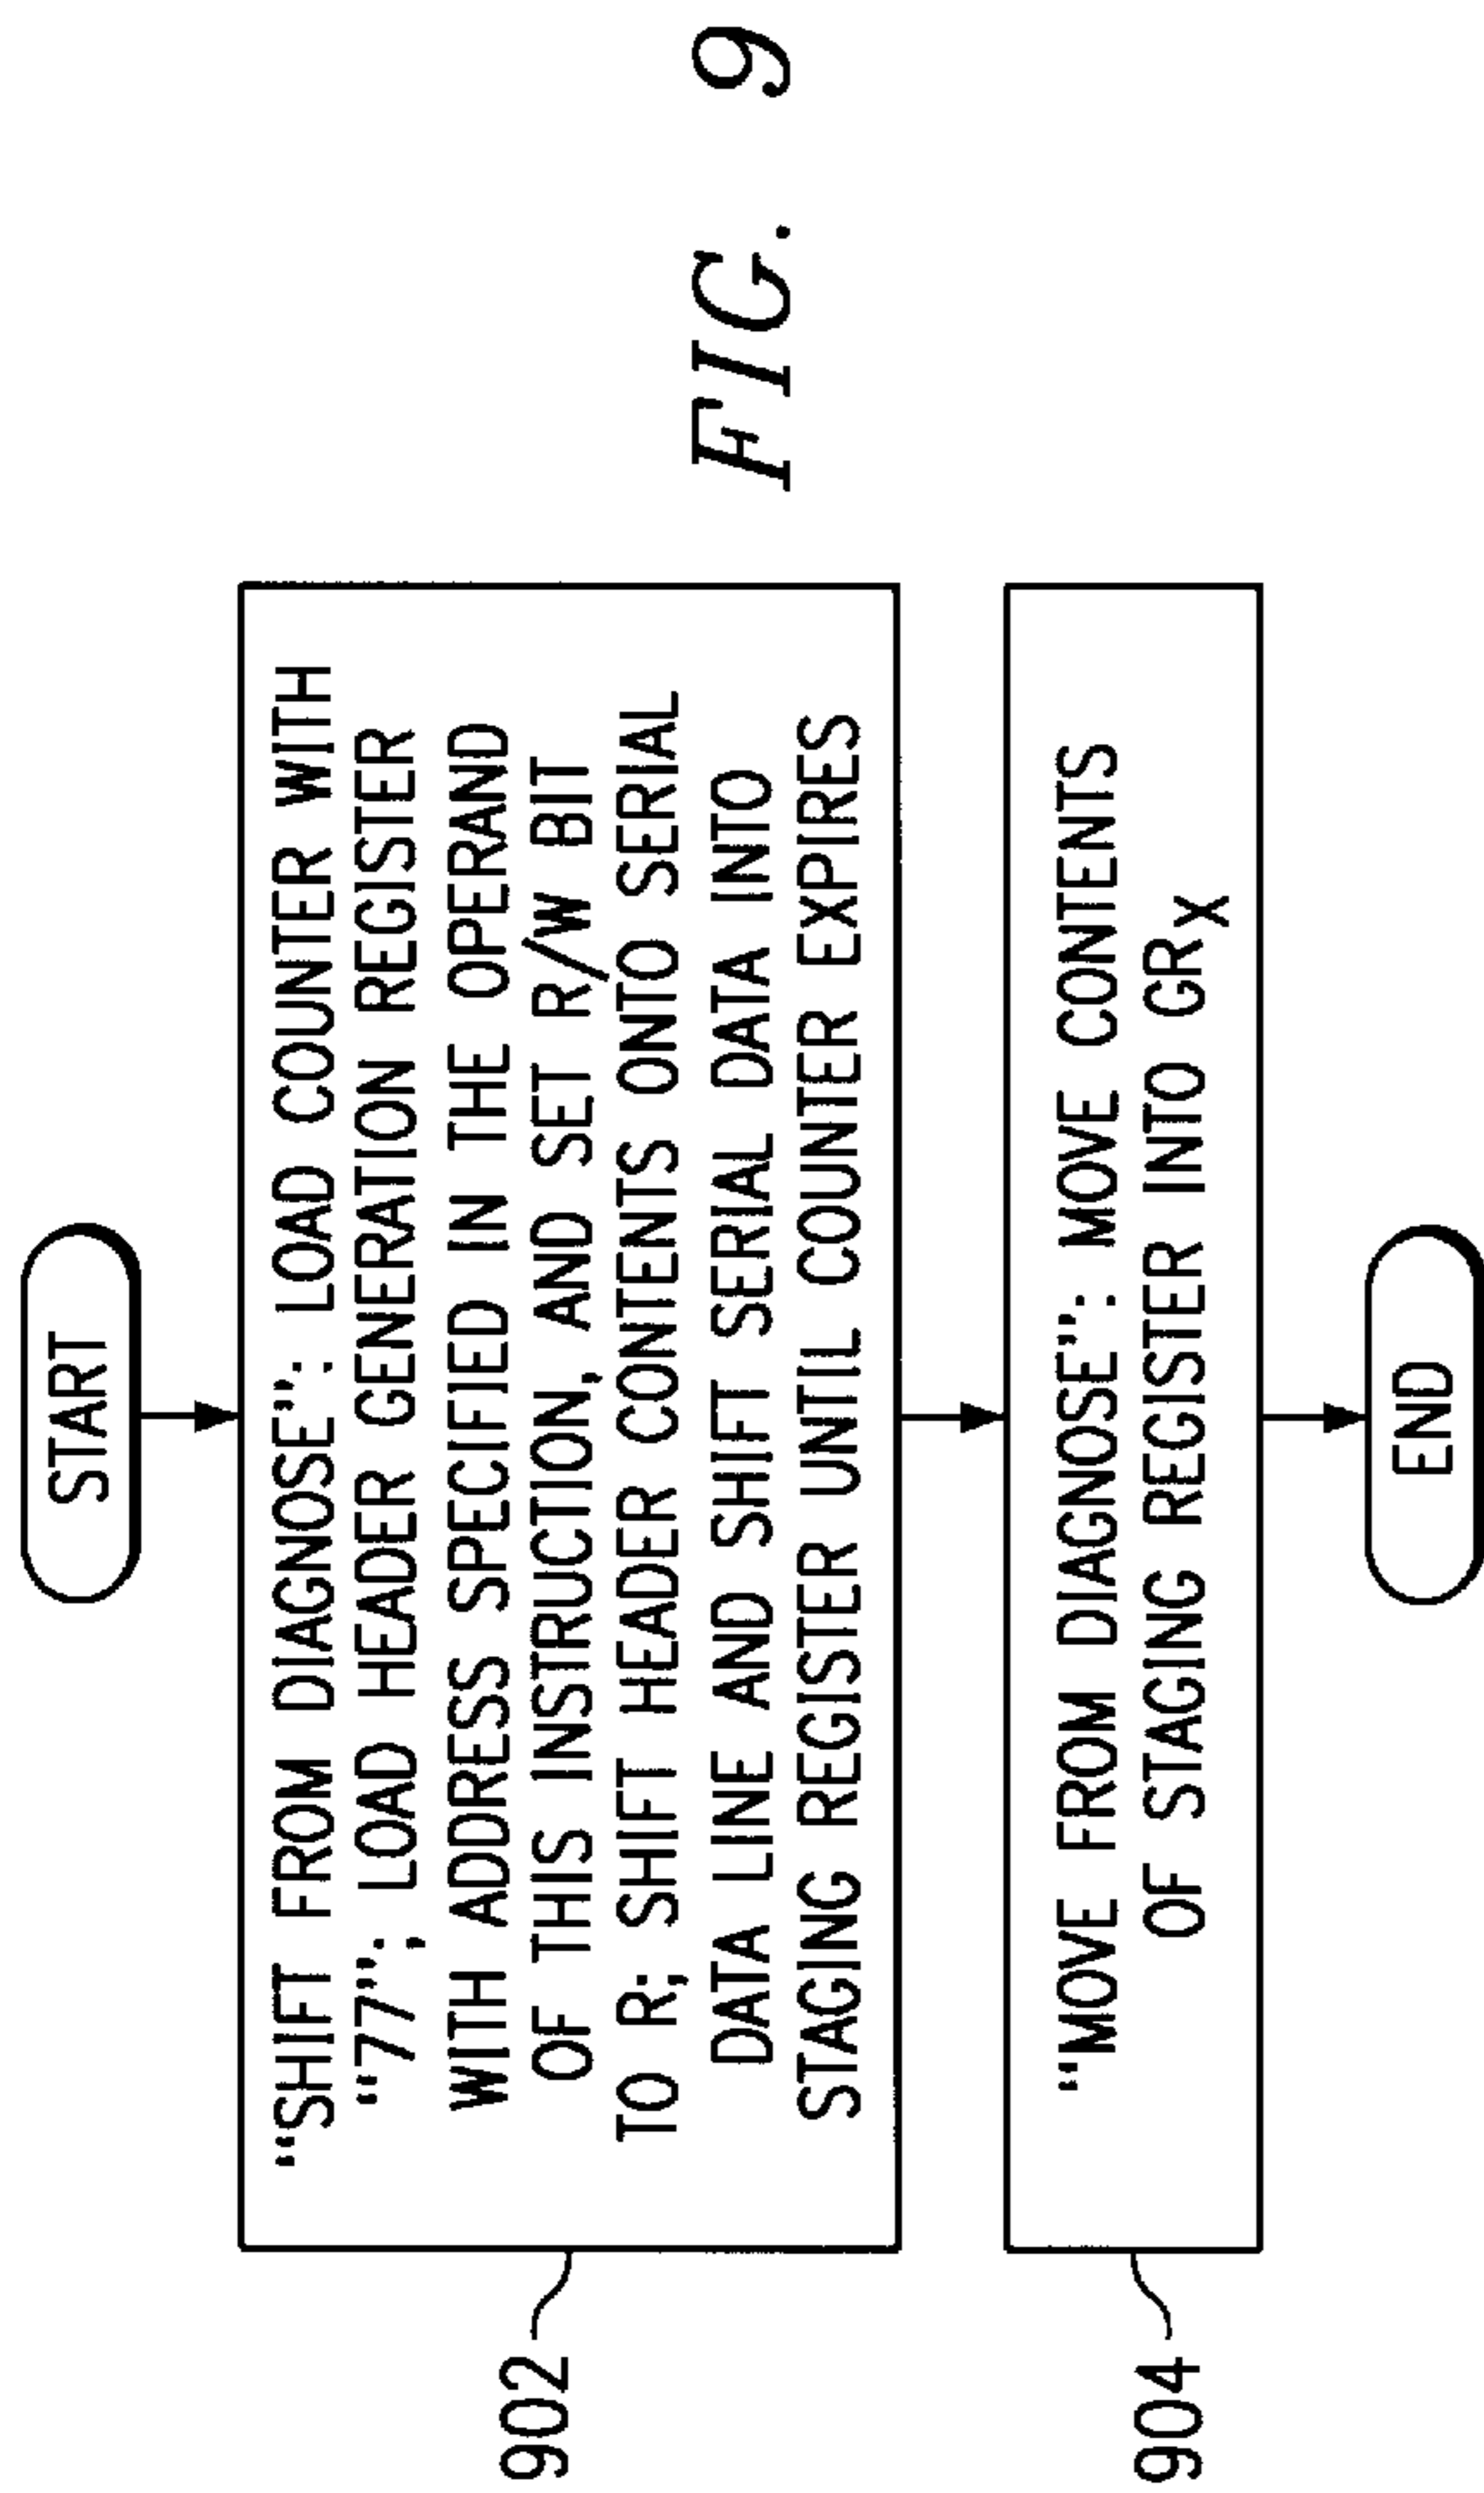 START
902
“SHIFT FROM DIAGNOSE”: LOAD COUNTER WITH
“77”; LOAD HEADER GENERATION REGISTER
WITH ADDRESS SPECIFIED IN THE OPERAND
OF THIS INSTRUCTION, AND SET R/W BIT
TO R; SHIFT HEADER CONTENTS ONTO SERIAL
DATA LINE AND SHIFT SERIAL DATA INTO
STAGING REGISTER UNTIL COUNTER EXPIRES
904
“MOVE FROM DIAGNOSE”: MOVE CONTENTS
OF STAGING REGISTER INTO GRX
END
FIG. 9